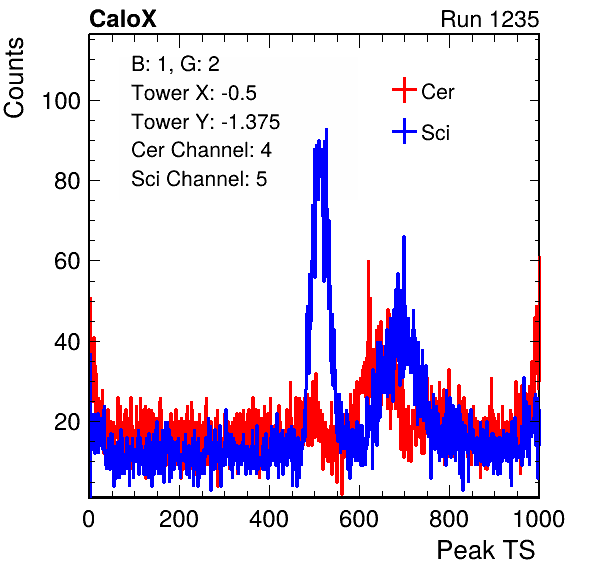 CaloX Run 1235
B: 1, G: 2
Tower X: -0.5
Tower Y: -1.375
Cer Channel: 4
Sci Channel: 5
Cer
Sci
Counts
100
80
60
40
20
0 200 400 600 800 1000
Peak TS